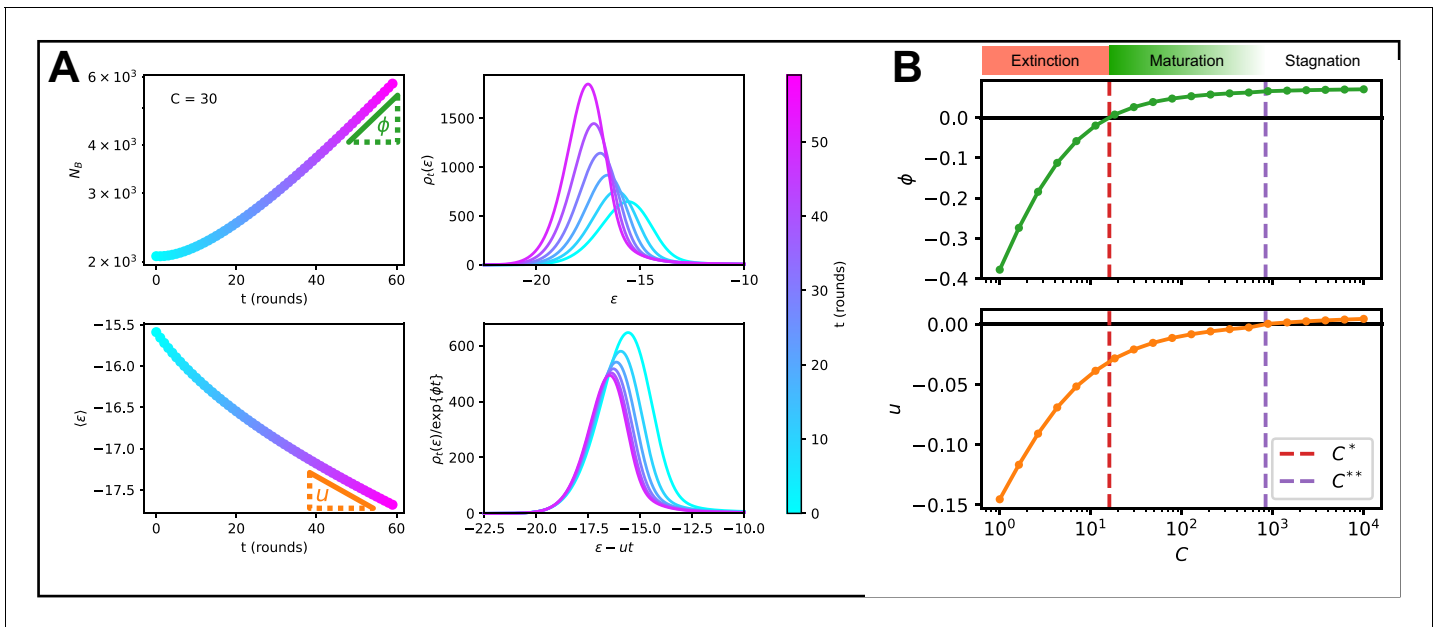 A
6 × 10³
4 × 10³
3 × 10³
2 × 10³
N_B
C = 30
ϕ
0 20 40 60
t (rounds)
1500
1000
500
0
ρ_t(ε)
−20 −15 −10
ε
−15.5
−16.0
−16.5
−17.0
−17.5
⟨ε⟩
u
0 20 40 60
t (rounds)
600
400
200
0
ρ_t(ε)/exp{ϕt}
−22.5 −20.0 −17.5 −15.0 −12.5 −10.0
ε − ut
50
40
30
20
10
0
t (rounds)
B
Extinction Maturation Stagnation
0.0
−0.1
−0.2
−0.3
−0.4
ϕ
0.00
−0.05
−0.10
−0.15
u
C*
C**
10⁰ 10¹ 10² 10³ 10⁴
C